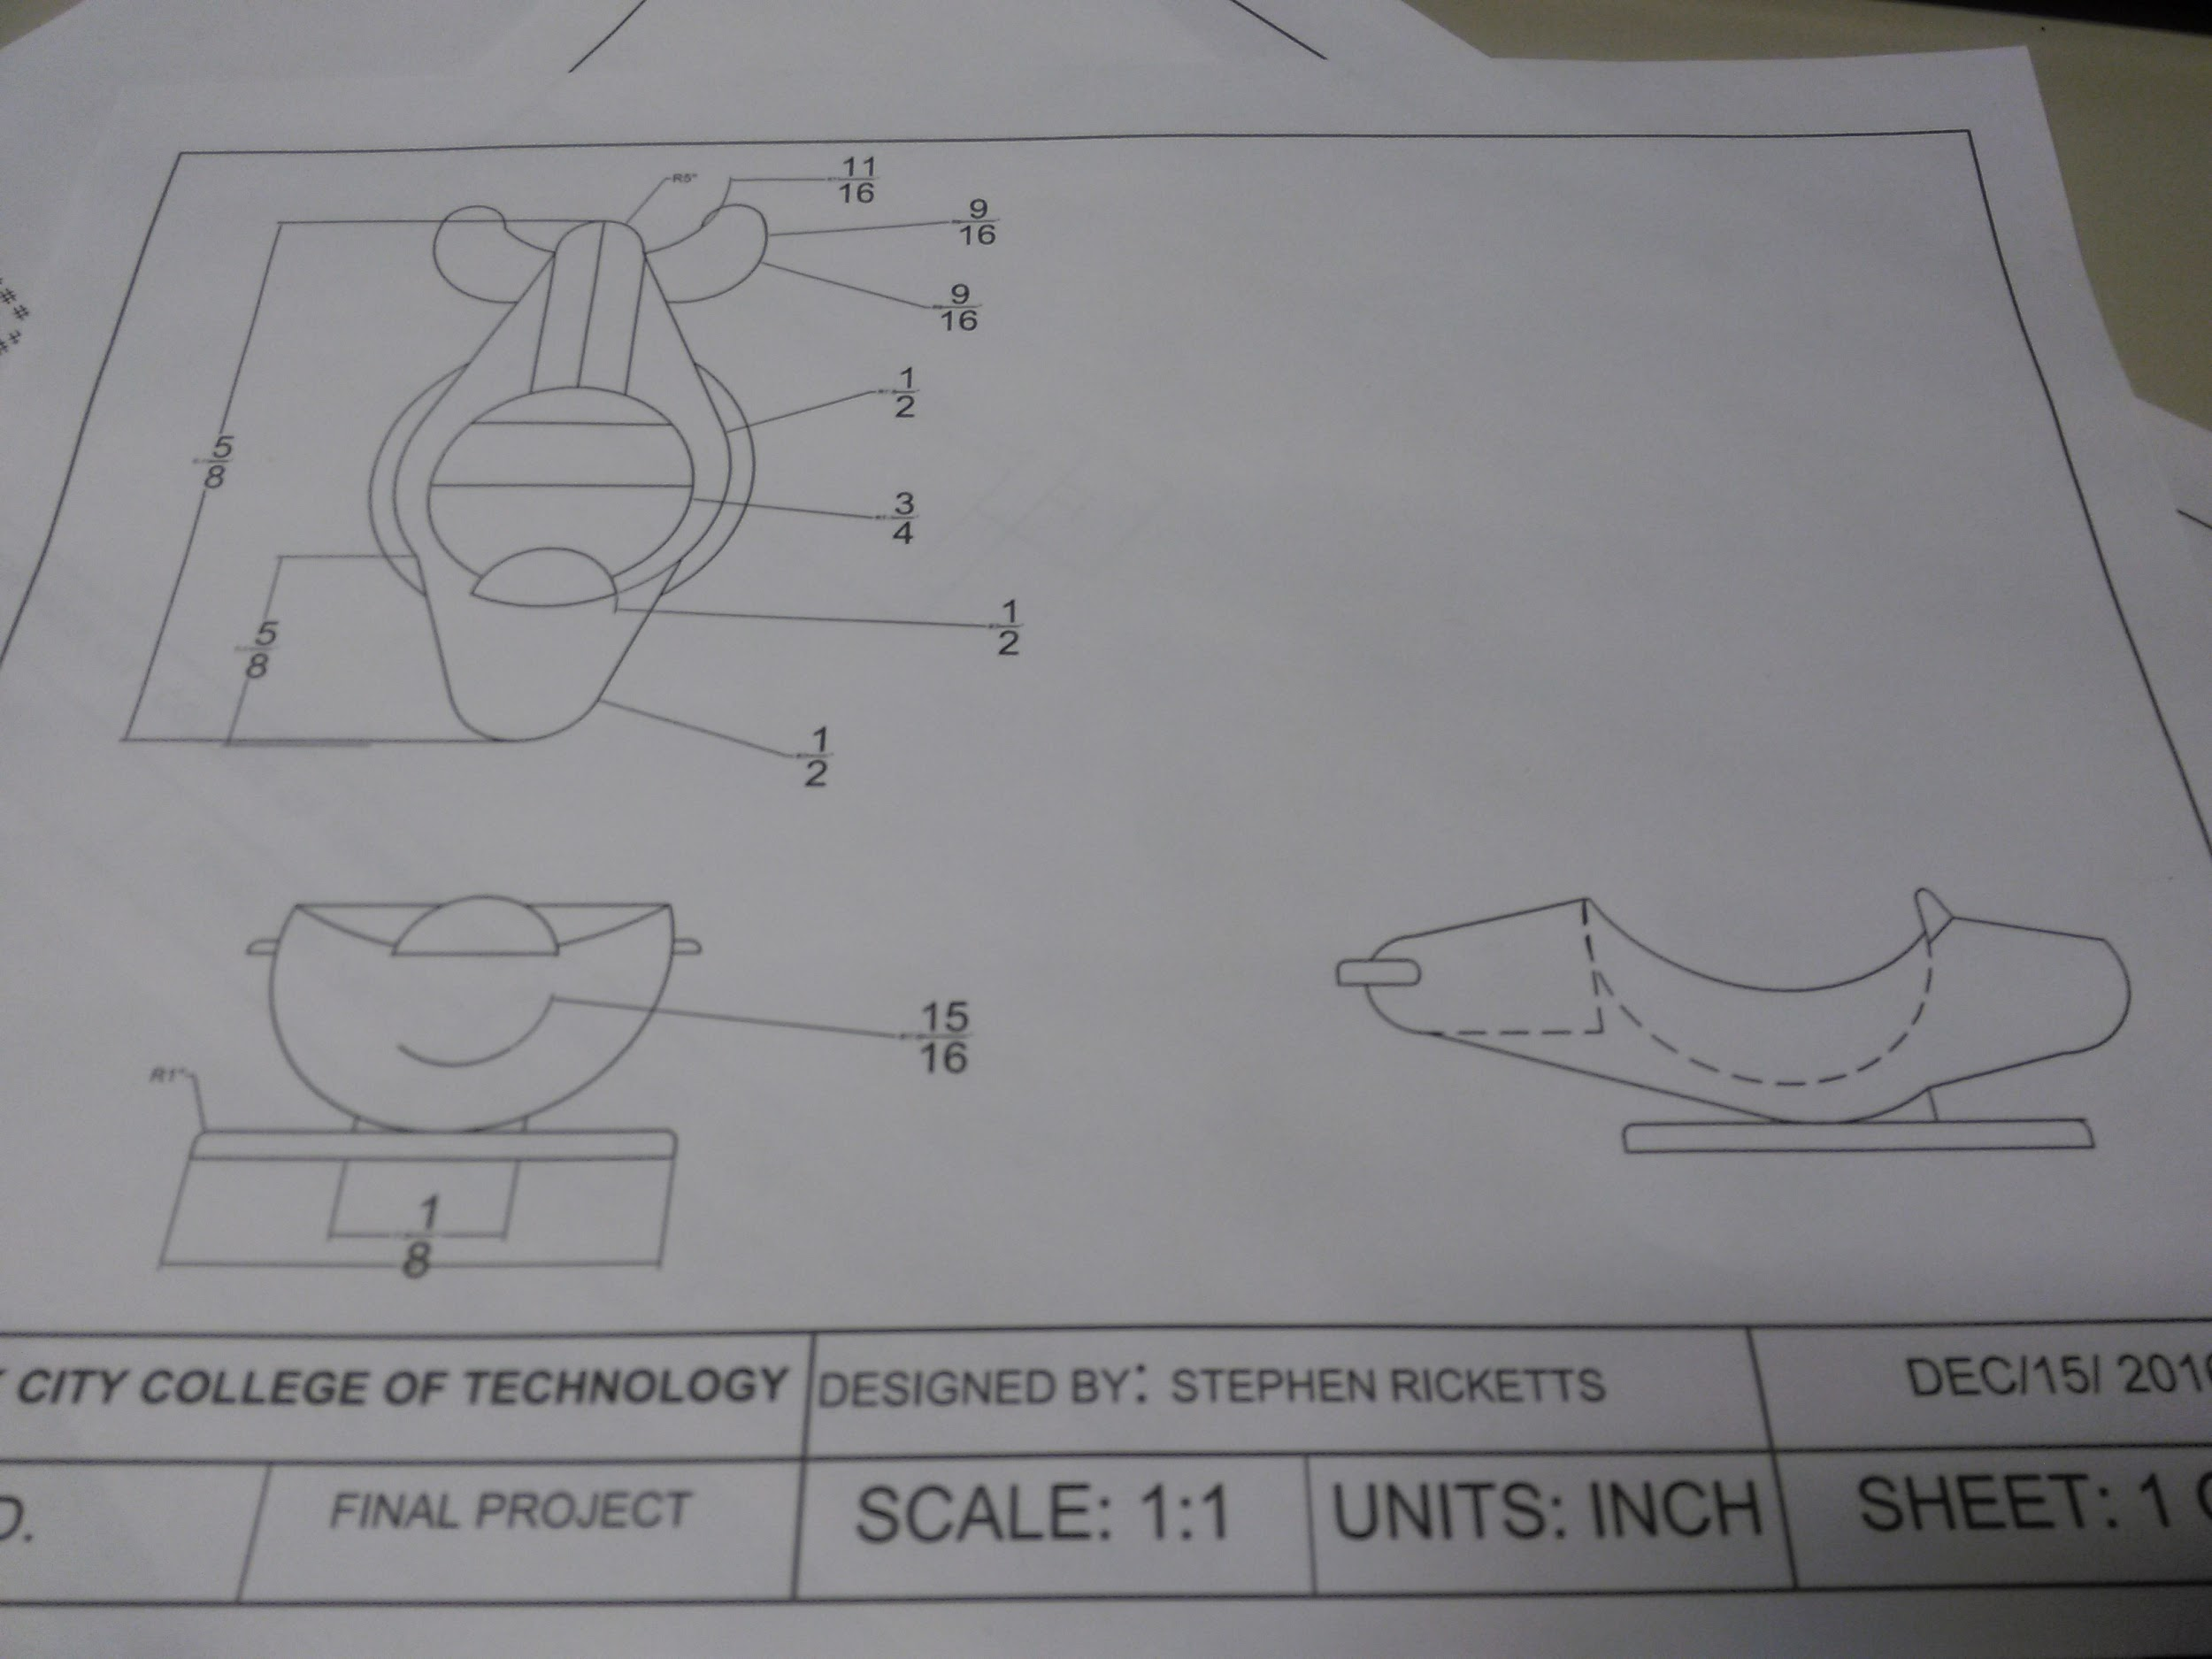 R5"
11/16
9/16
9/16
1/2
5/8
3/4
1/2
5/8
1/2
15/16
R1"
1/8
CITY COLLEGE OF TECHNOLOGY
DESIGNED BY: STEPHEN RICKETTS
DEC/15/ 201
D.
FINAL PROJECT
SCALE: 1:1
UNITS: INCH
SHEET: 1